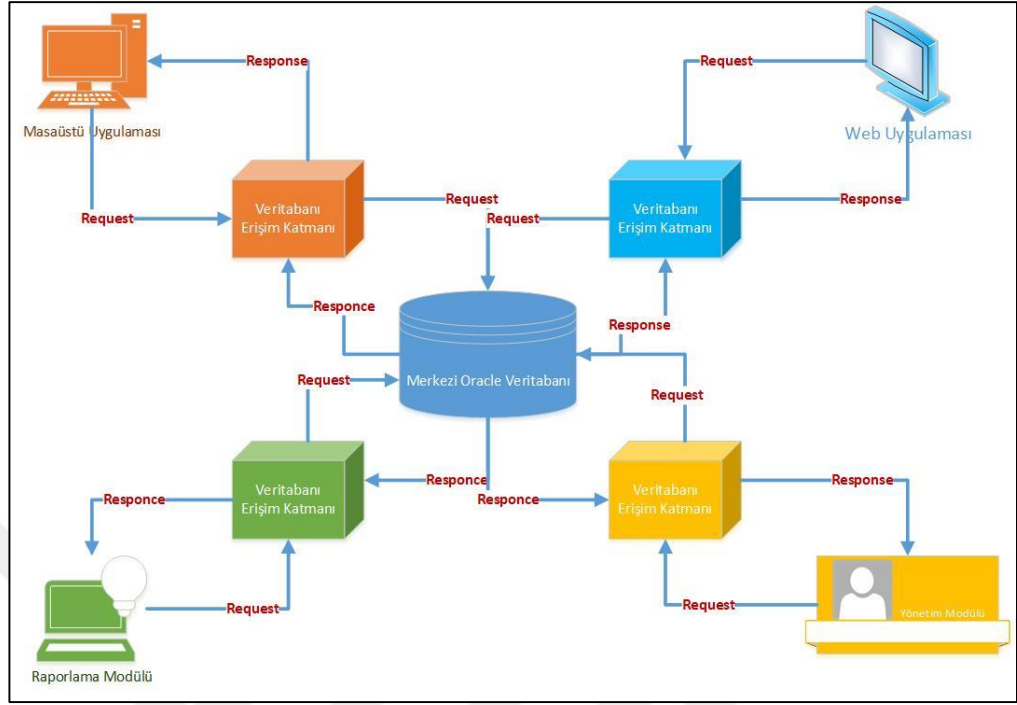 Response
Request
Masaüstü Uygulaması
Web Uygulaması
Request
Veritabanı
Erişim Katmanı
Request
Request
Veritabanı
Erişim Katmanı
Response
Responce
Response
Merkezi Oracle Veritabanı
Request
Request
Responce
Veritabanı
Erişim Katmanı
Responce
Responce
Veritabanı
Erişim Katmanı
Response
Request
Request
Yönetim Modülü
Raporlama Modülü